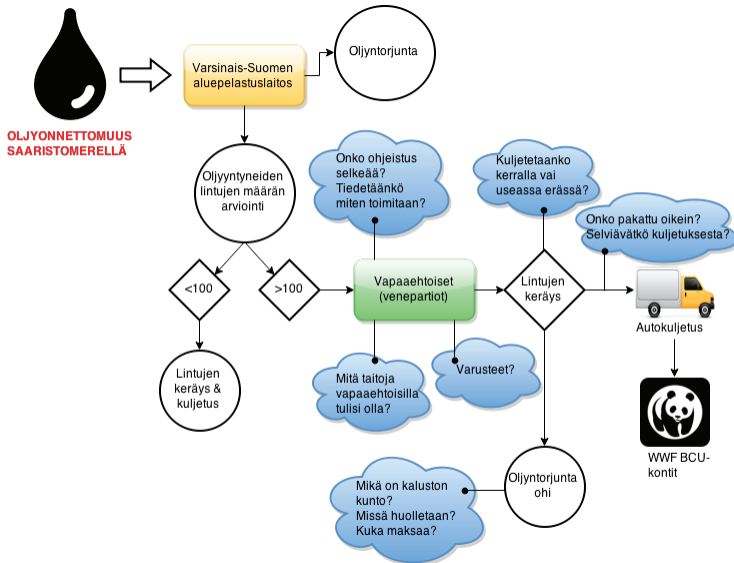 OLJYONNETTOMUUS
SAARISTOMERELLÄ
Varsinais-Suomen
aluepelastuslaitos
Oljyntorjunta
Oljyyntyneiden
lintujen määrän
arviointi
<100
>100
Lintujen
keräys &
kuljetus
Onko ohjeistus
selkeää?
Tiedetäänkö
miten toimitaan?
Vapaaehtoiset
(venepartiot)
Mitä taitoja
vapaaehtoisilla
tulisi olla?
Varusteet?
Kuljetetaanko
kerralla vai
useassa erässä?
Lintujen
keräys
Onko pakattu oikein?
Selviävätkö kuljetuksesta?
Autokuljetus
WWF BCU-
kontit
Oljyntorjunta
ohi
Mikä on kaluston
kunto?
Missä huolletaan?
Kuka maksaa?